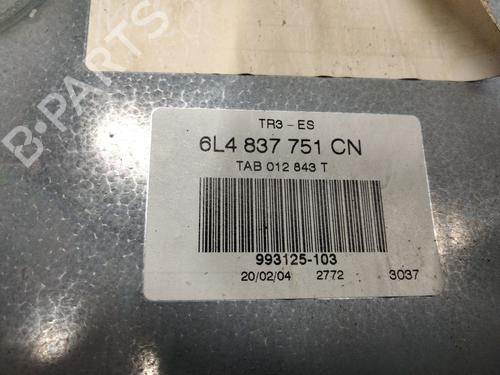 B-PARTS
TR3-ES
6L4 837 751 CN
TAB 012 843 T
993125-103
20/02/04 2772 3037